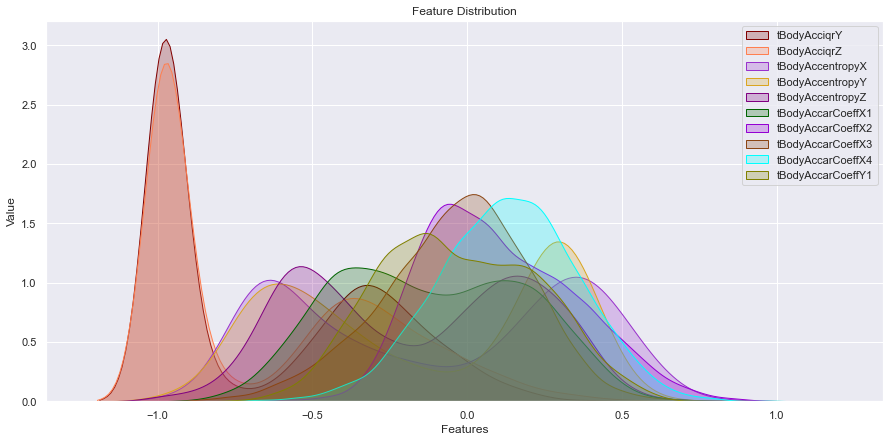 Feature Distribution
tBodyAcciqrY
tBodyAcciqrZ
tBodyAccentropyX
tBodyAccentropyY
tBodyAccentropyZ
tBodyAccarCoeffX1
tBodyAccarCoeffX2
tBodyAccarCoeffX3
tBodyAccarCoeffX4
tBodyAccarCoeffY1
Value
3.0
2.5
2.0
1.5
1.0
0.5
0.0
−1.0 −0.5 0.0 0.5 1.0
Features